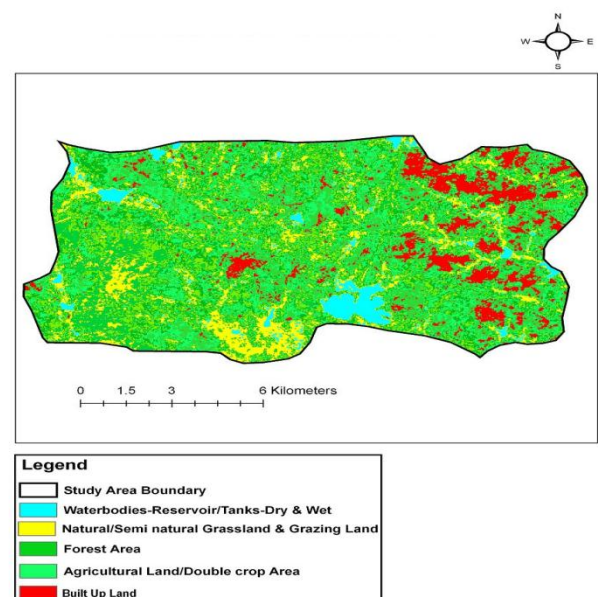 N
W E
S
0 1.5 3 6 Kilometers
Legend
Study Area Boundary
Waterbodies-Reservoir/Tanks-Dry & Wet
Natural/Semi natural Grassland & Grazing Land
Forest Area
Agricultural Land/Double crop Area
Built Up Land